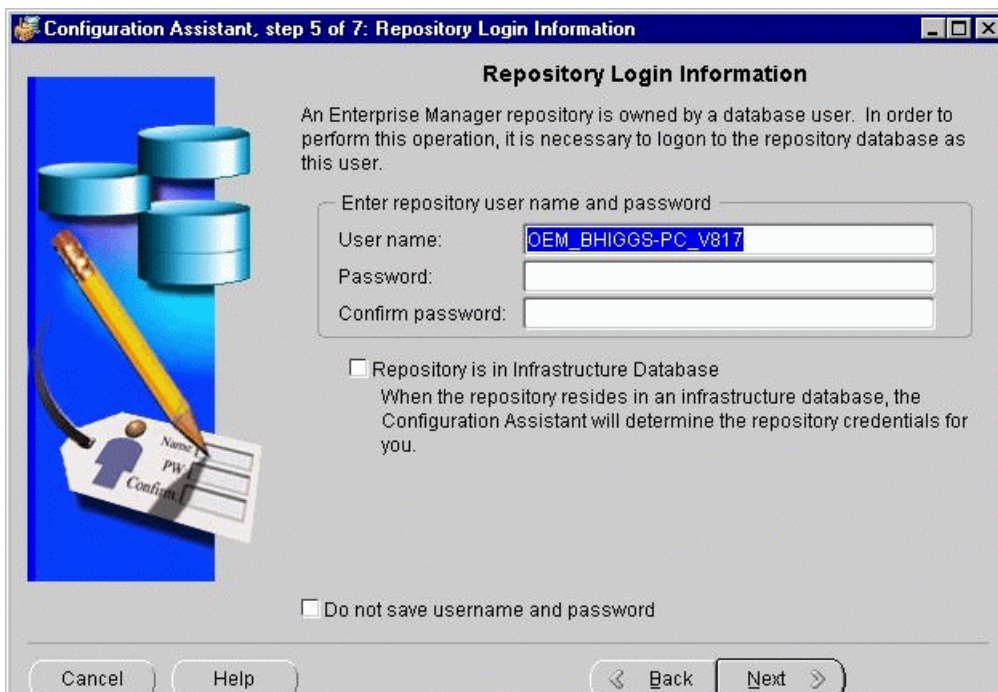 Configuration Assistant, step 5 of 7: Repository Login Information
Repository Login Information
An Enterprise Manager repository is owned by a database user. In order to
perform this operation, it is necessary to logon to the repository database as
this user.
Enter repository user name and password
User name:
OEM_BHIGGS-PC_V817
Password:
Confirm password:
Repository is in Infrastructure Database
When the repository resides in an infrastructure database, the
Configuration Assistant will determine the repository credentials for
you.
Name
PW
Confirm
Do not save username and password
Cancel
Help
Back
Next